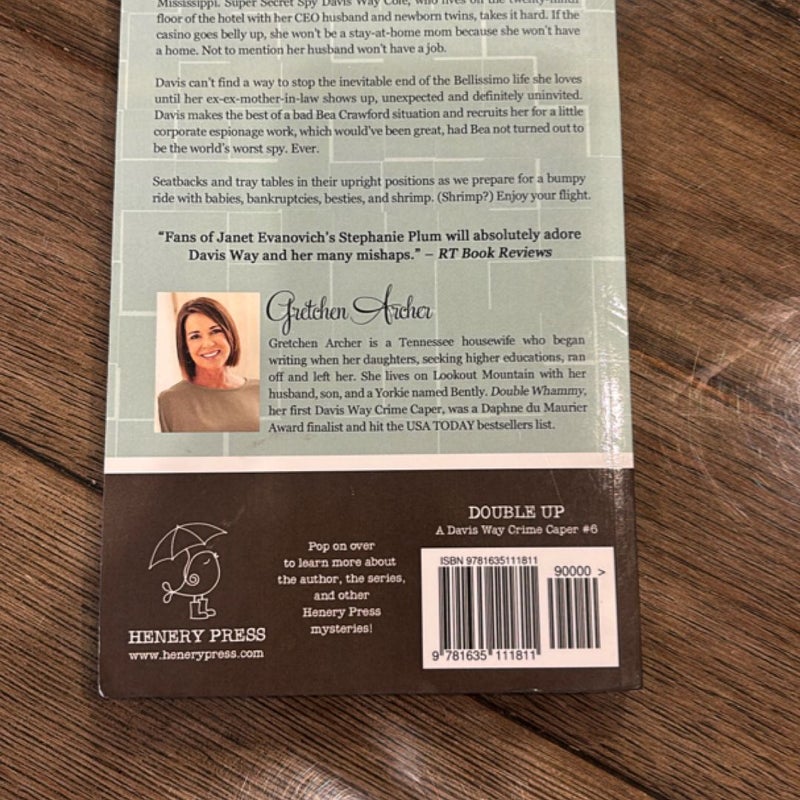 Mississippi. Super Secret Spy Davis Way Cole, who lives on the twenty-ninth
floor of the hotel with her CEO husband and newborn twins, takes it hard. If the
casino goes belly up, she won't be a stay-at-home mom because she won't have
a home. Not to mention her husband won't have a job.
Davis can't find a way to stop the inevitable end of the Bellissimo life she loves
until her ex-ex-mother-in-law shows up, unexpected and definitely uninvited.
Davis makes the best of a bad Bea Crawford situation and recruits her for a little
corporate espionage work, which would've been great, had Bea not turned out to
be the world's worst spy. Ever.
Seatbacks and tray tables in their upright positions as we prepare for a bumpy
ride with babies, bankruptcies, besties, and shrimp. (Shrimp?) Enjoy your flight.
"Fans of Janet Evanovich's Stephanie Plum will absolutely adore
Davis Way and her many mishaps." – RT Book Reviews
Gretchen Archer
Gretchen Archer is a Tennessee housewife who began
writing when her daughters, seeking higher educations, ran
off and left her. She lives on Lookout Mountain with her
husband, son, and a Yorkie named Bently. Double Whammy,
her first Davis Way Crime Caper, was a Daphne du Maurier
Award finalist and hit the USA TODAY bestsellers list.
HENERY PRESS
www.henerypress.com
Pop on over
to learn more about
the author, the series,
and other
Henery Press
mysteries!
DOUBLE UP
A Davis Way Crime Caper #6
ISBN 9781635111811
90000 >
9 781635 111811